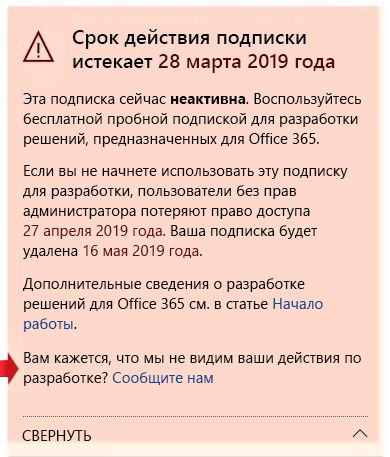 Срок действия подписки
истекает 28 марта 2019 года
Эта подписка сейчас неактивна. Воспользуйтесь
бесплатной пробной подпиской для разработки
решений, предназначенных для Office 365.
Если вы не начнете использовать эту подписку
для разработки, пользователи без прав
администратора потеряют право доступа
27 апреля 2019 года. Ваша подписка будет
удалена 16 мая 2019 года.
Дополнительные сведения о разработке
решений для Office 365 см. в статье Начало
работы.
Вам кажется, что мы не видим ваши действия по
разработке? Сообщите нам
СВЕРНУТЬ